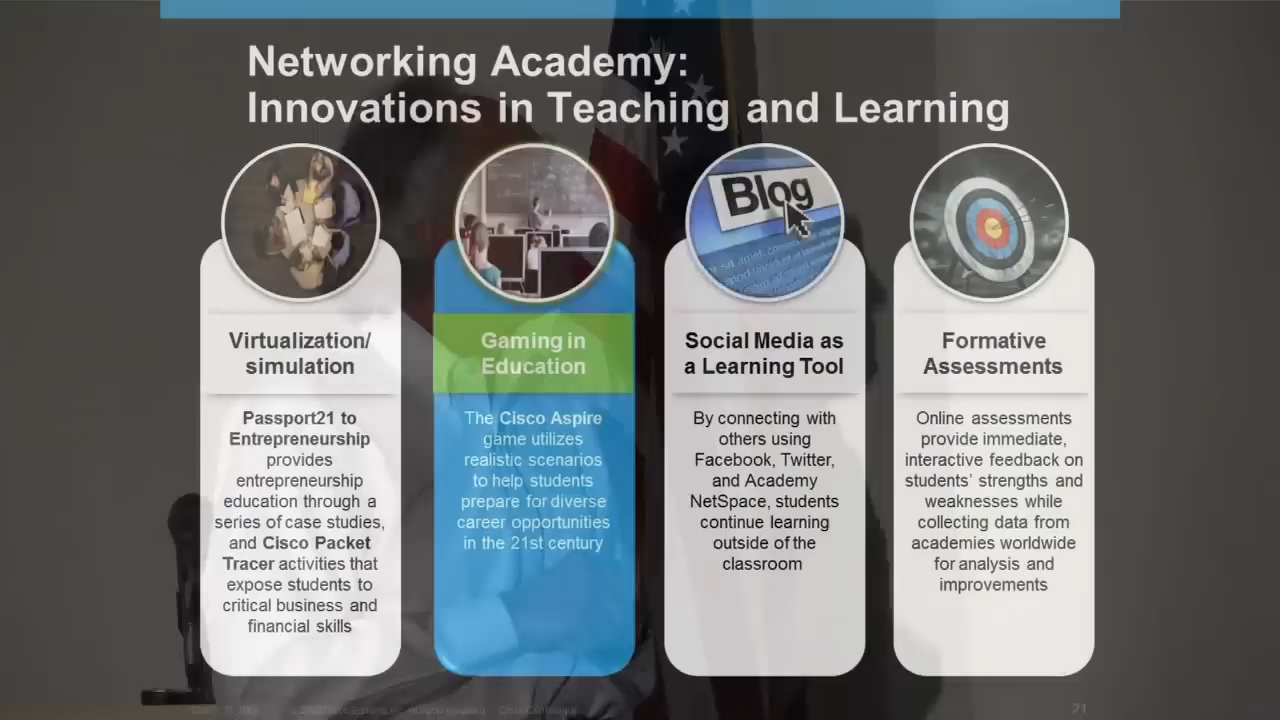 Networking Academy:
Innovations in Teaching and Learning
Blog
Virtualization/
simulation
Passport21 to
Entrepreneurship
provides
entrepreneurship
education through a
series of case studies,
and Cisco Packet
Tracer activities that
expose students to
critical business and
financial skills
Gaming in
Education
The Cisco Aspire
game utilizes
realistic scenarios
to help students
prepare for diverse
career opportunities
in the 21st century
Social Media as
a Learning Tool
By connecting with
others using
Facebook, Twitter,
and Academy
NetSpace, students
continue learning
outside of the
classroom
Formative
Assessments
Online assessments
provide immediate,
interactive feedback on
students' strengths and
weaknesses while
collecting data from
academies worldwide
for analysis and
improvements
21